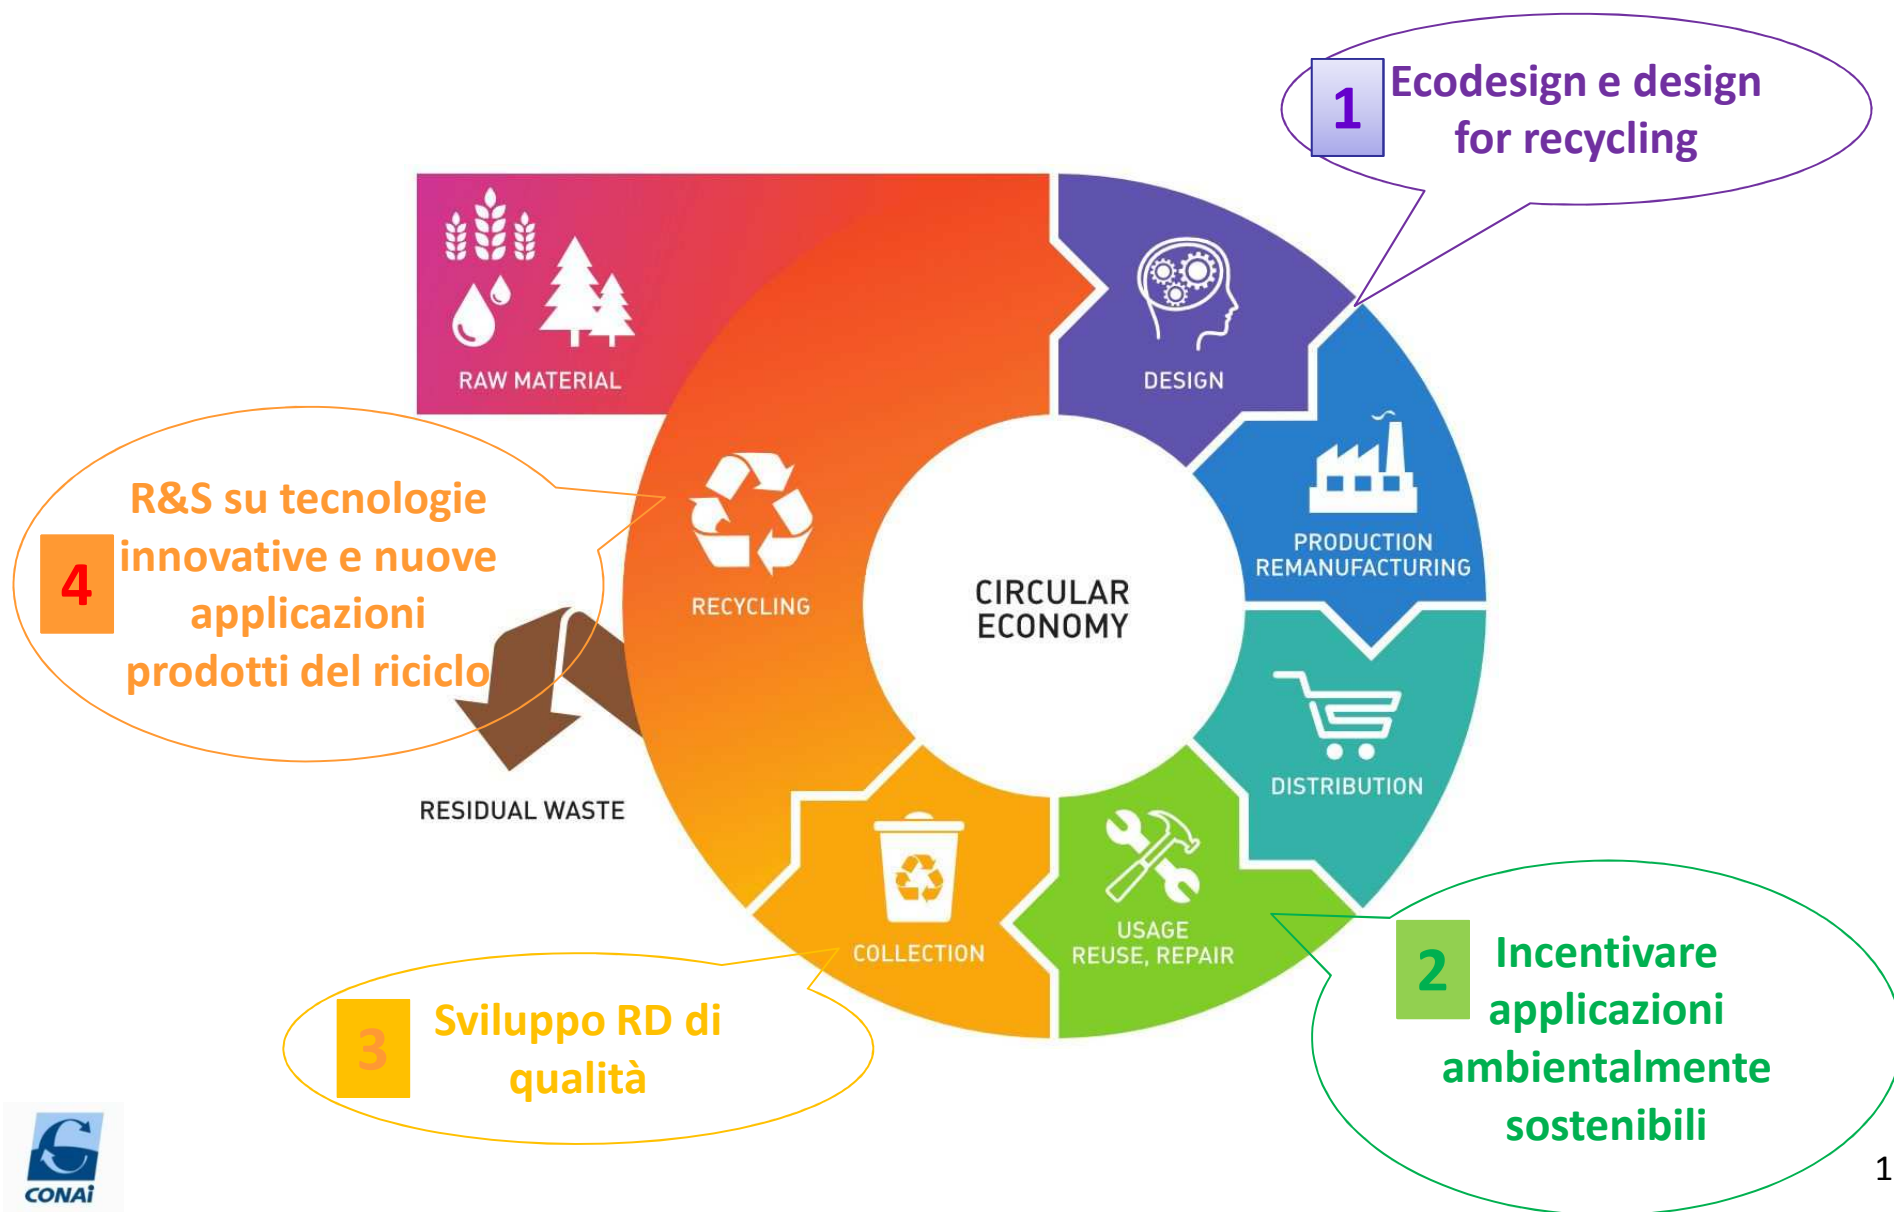 1
Ecodesign e design
for recycling
RAW MATERIAL
DESIGN
4
R&S su tecnologie
innovative e nuove
applicazioni
prodotti del riciclo
RECYCLING
CIRCULAR
ECONOMY
PRODUCTION
REMANUFACTURING
DISTRIBUTION
RESIDUAL WASTE
COLLECTION
USAGE
REUSE, REPAIR
2
Incentivare
applicazioni
ambientalmente
sostenibili
3
Sviluppo RD di
qualità
CONAi
1